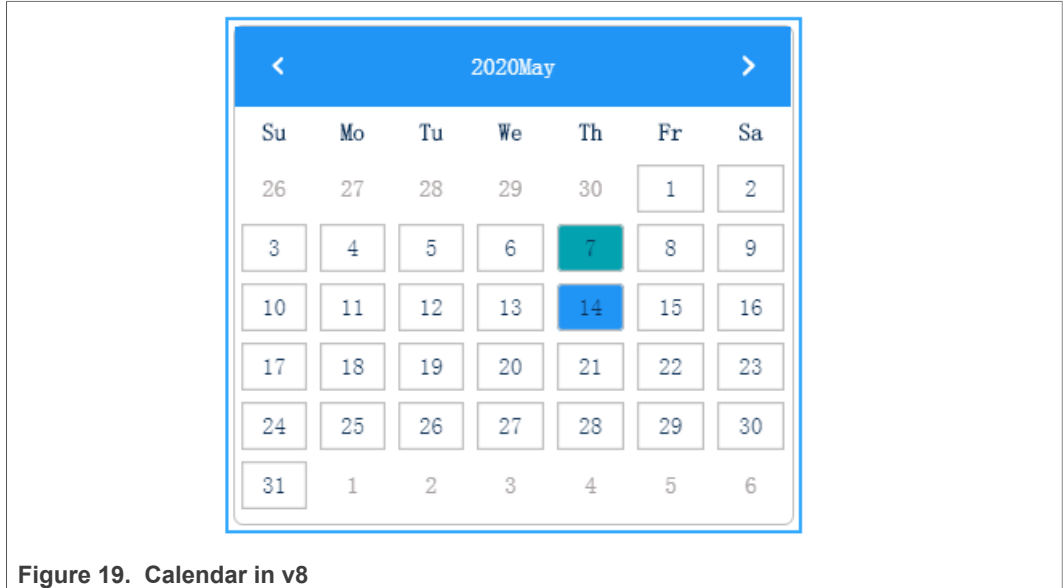 2020May
Su Mo Tu We Th Fr Sa
26 27 28 29 30 1 2
3 4 5 6 7 8 9
10 11 12 13 14 15 16
17 18 19 20 21 22 23
24 25 26 27 28 29 30
31 1 2 3 4 5 6
Figure 19. Calendar in v8